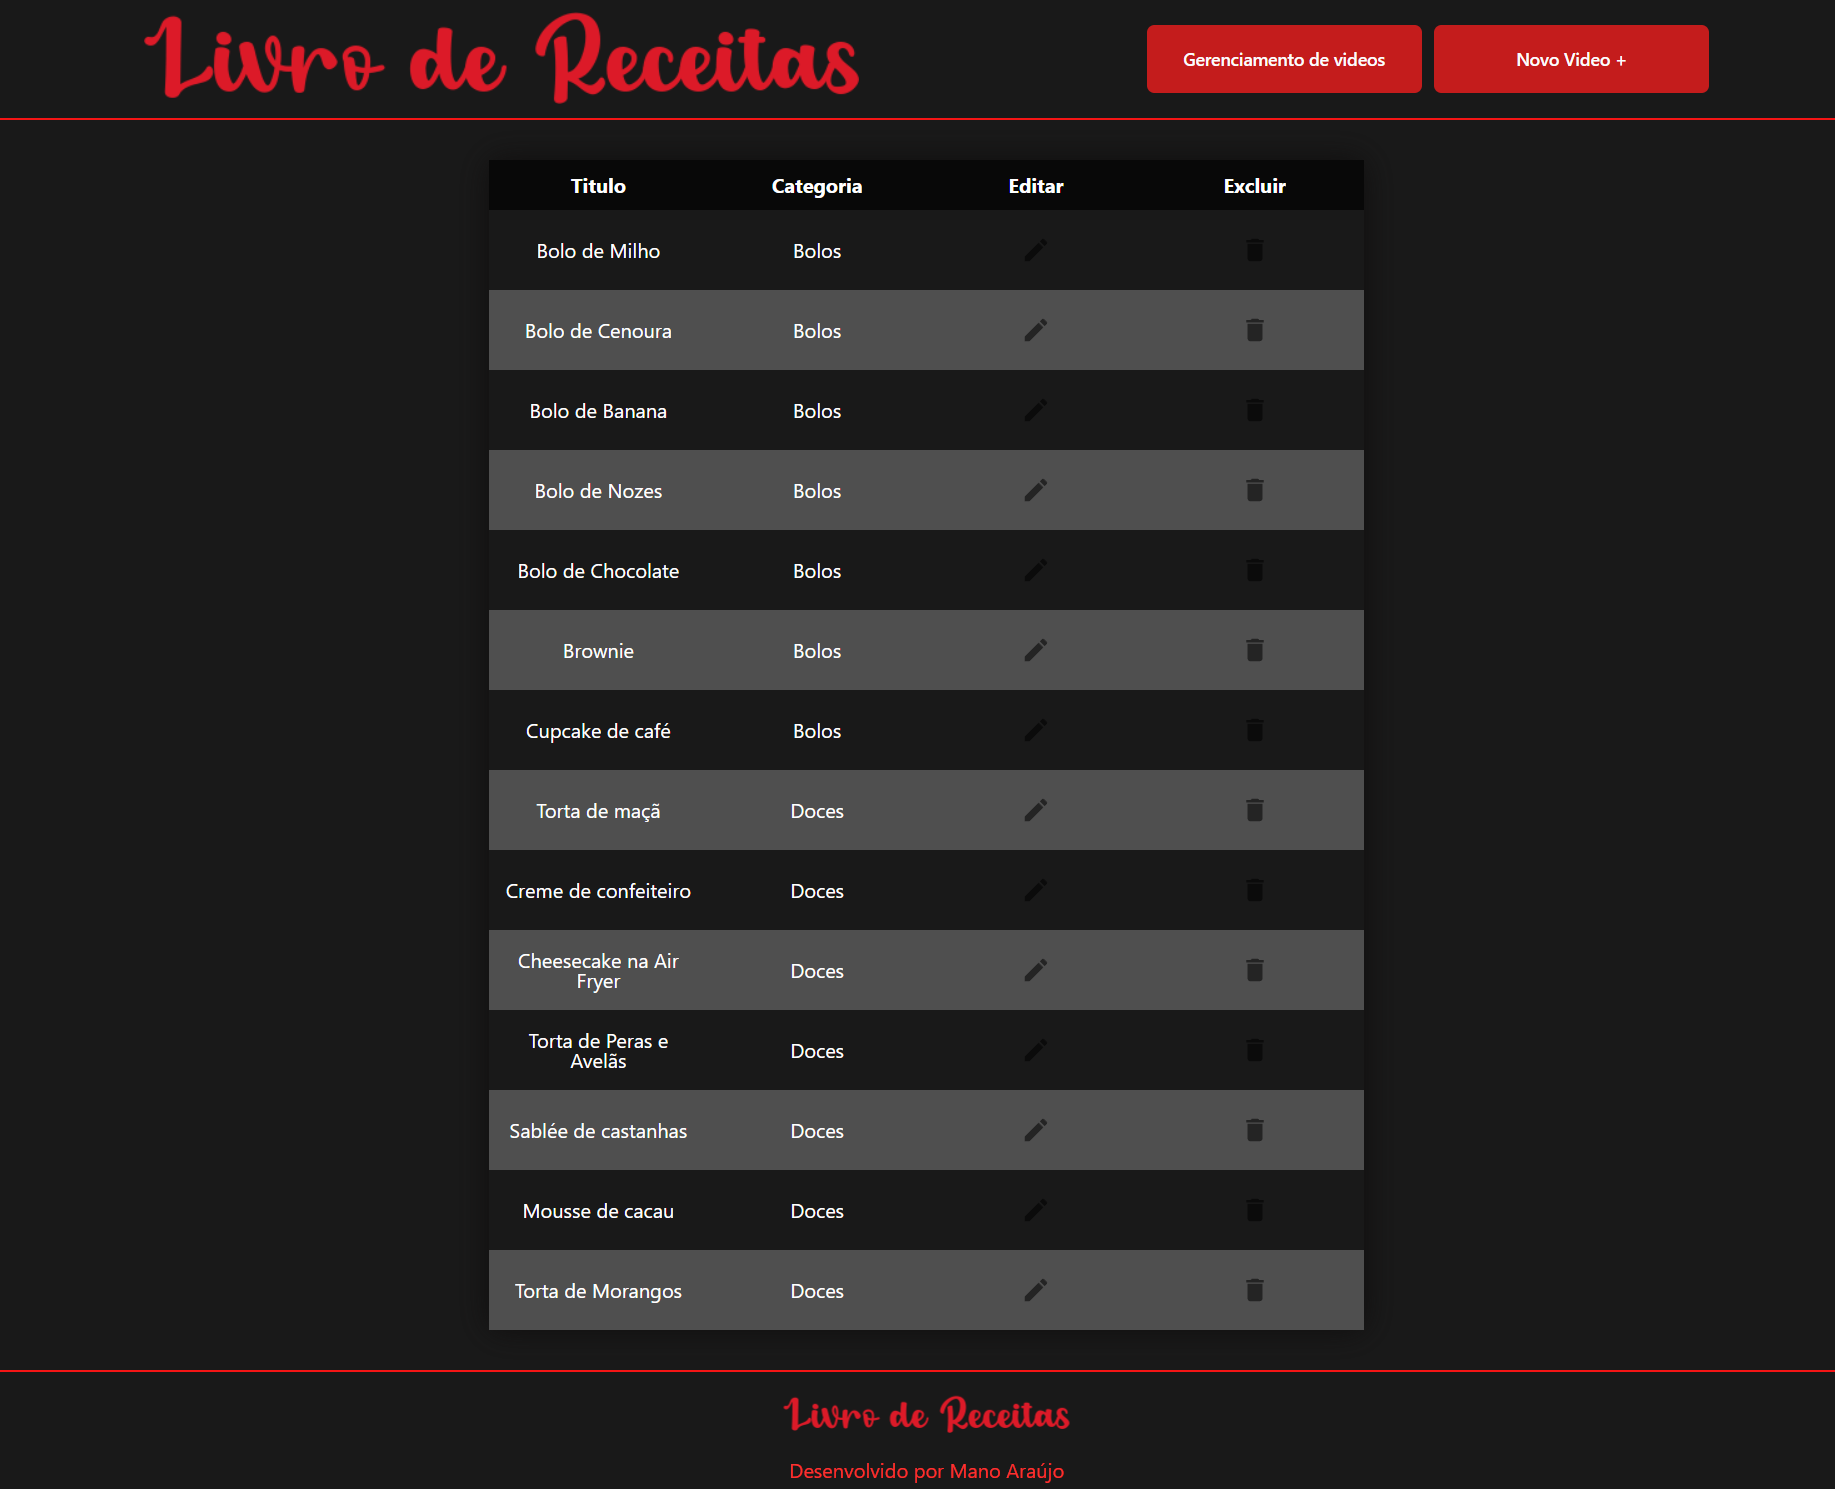 Livro de Receitas
Gerenciamento de videos
Novo Video +
Titulo Categoria Editar Excluir
Bolo de Milho Bolos
Bolo de Cenoura Bolos
Bolo de Banana Bolos
Bolo de Nozes Bolos
Bolo de Chocolate Bolos
Brownie Bolos
Cupcake de café Bolos
Torta de maçã Doces
Creme de confeiteiro Doces
Cheesecake na Air
Fryer
Doces
Torta de Peras e
Avelãs
Doces
Sablée de castanhas Doces
Mousse de cacau Doces
Torta de Morangos Doces
Livro de Receitas
Desenvolvido por Mano Araújo